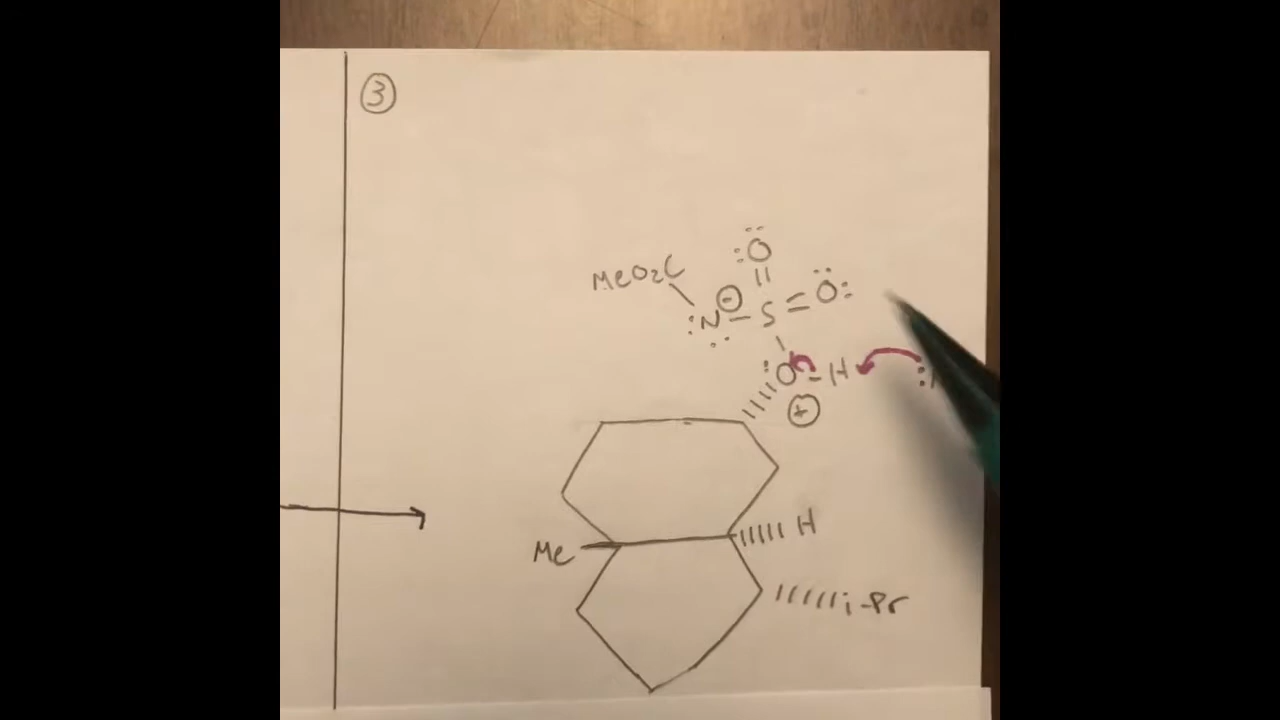 3
:Ö
MeO₂C
:N̤ ⊖ – S = Ö:
:O – H :
⊕
H
Me
i-Pr